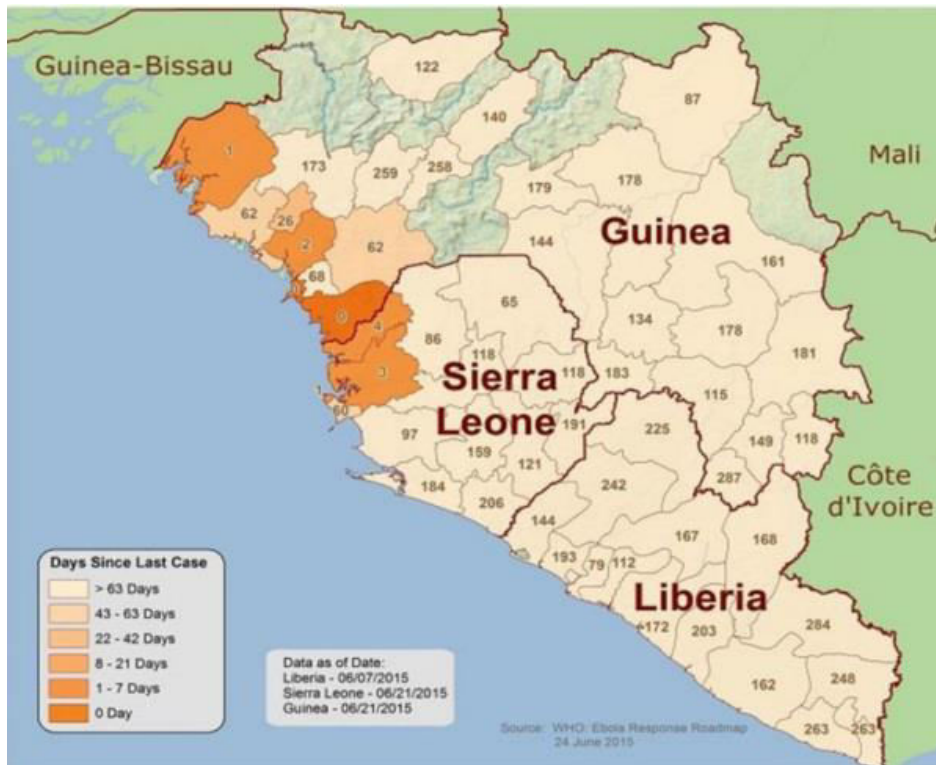 Guinea-Bissau
122
87
140
Mali
1
173
259
258
179
178
62
26
2
62
144
Guinea
68
161
0
4
65
86
134
178
118
181
3
118
183
Sierra
1
60
115
Leone
191
97
225
159
149
118
121
287
Côte
184
242
d'Ivoire
206
144
167
168
193
79
112
Days Since Last Case
> 63 Days
43 - 63 Days
22 - 42 Days
8 - 21 Days
1 - 7 Days
0 Day
Liberia
172
203
284
Data as of Date:
Liberia - 06/07/2015
Sierra Leone - 06/21/2015
Guinea - 06/21/2015
162
248
263
263
Source: WHO: Ebola Response Roadmap
24 June 2015